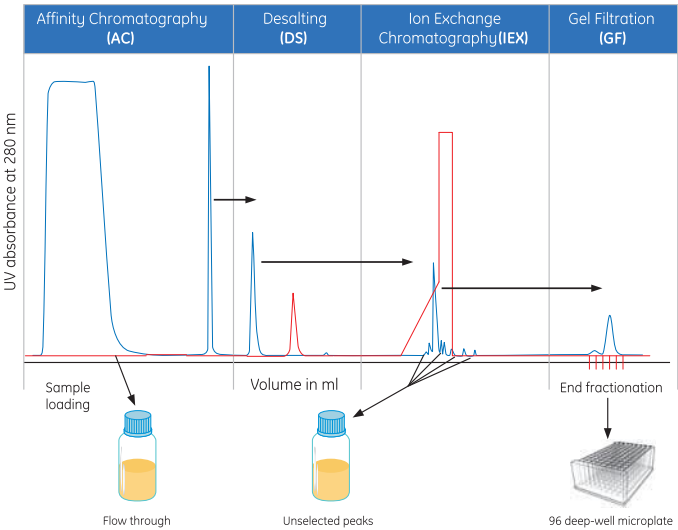 Affinity Chromatography
(AC)
Desalting
(DS)
Ion Exchange
Chromatography(IEX)
Gel Filtration
(GF)
UV absorbance at 280 nm
Sample
loading
Volume in ml
End fractionation
Flow through
Unselected peaks
96 deep-well microplate